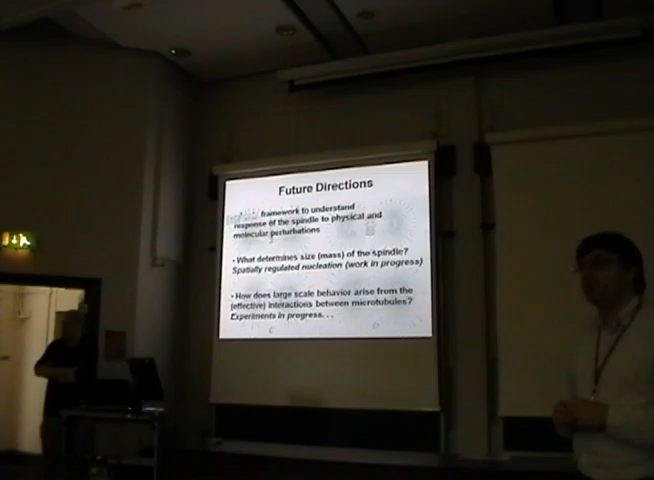 Future Directions
framework to understand
response of the spindle to physical and
molecular perturbations
- What determines size (mass) of the spindle?
Spatially regulated nucleation (work in progress)
- How does large scale behavior arise from the
(effective) interactions between microtubules?
Experiments in progress...